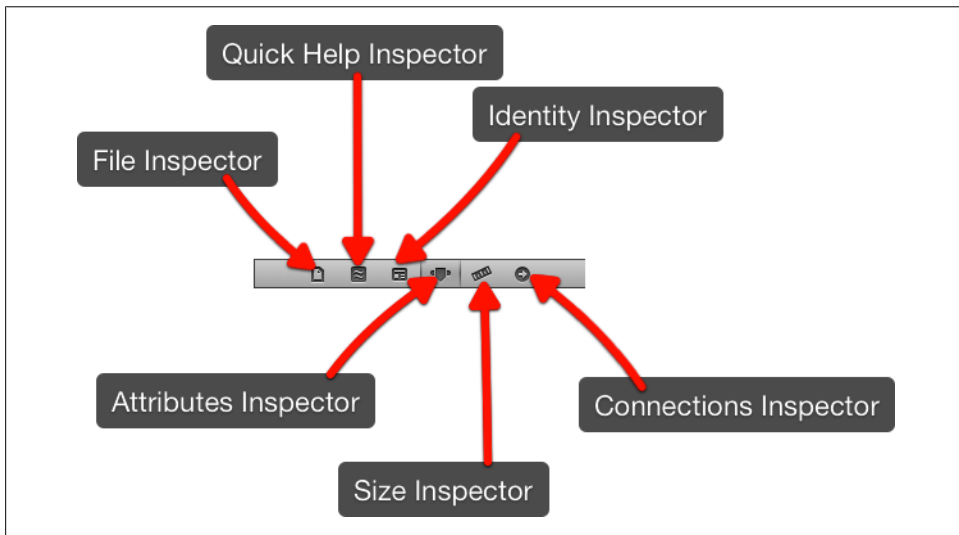 Quick Help Inspector
Identity Inspector
File Inspector
Attributes Inspector
Connections Inspector
Size Inspector